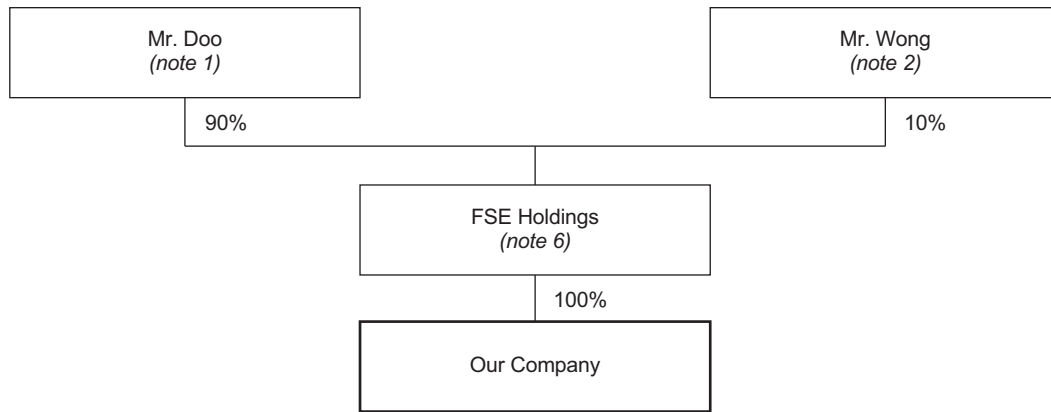 Mr. Doo
(note 1)
Mr. Wong
(note 2)
90%
10%
FSE Holdings
(note 6)
100%
Our Company